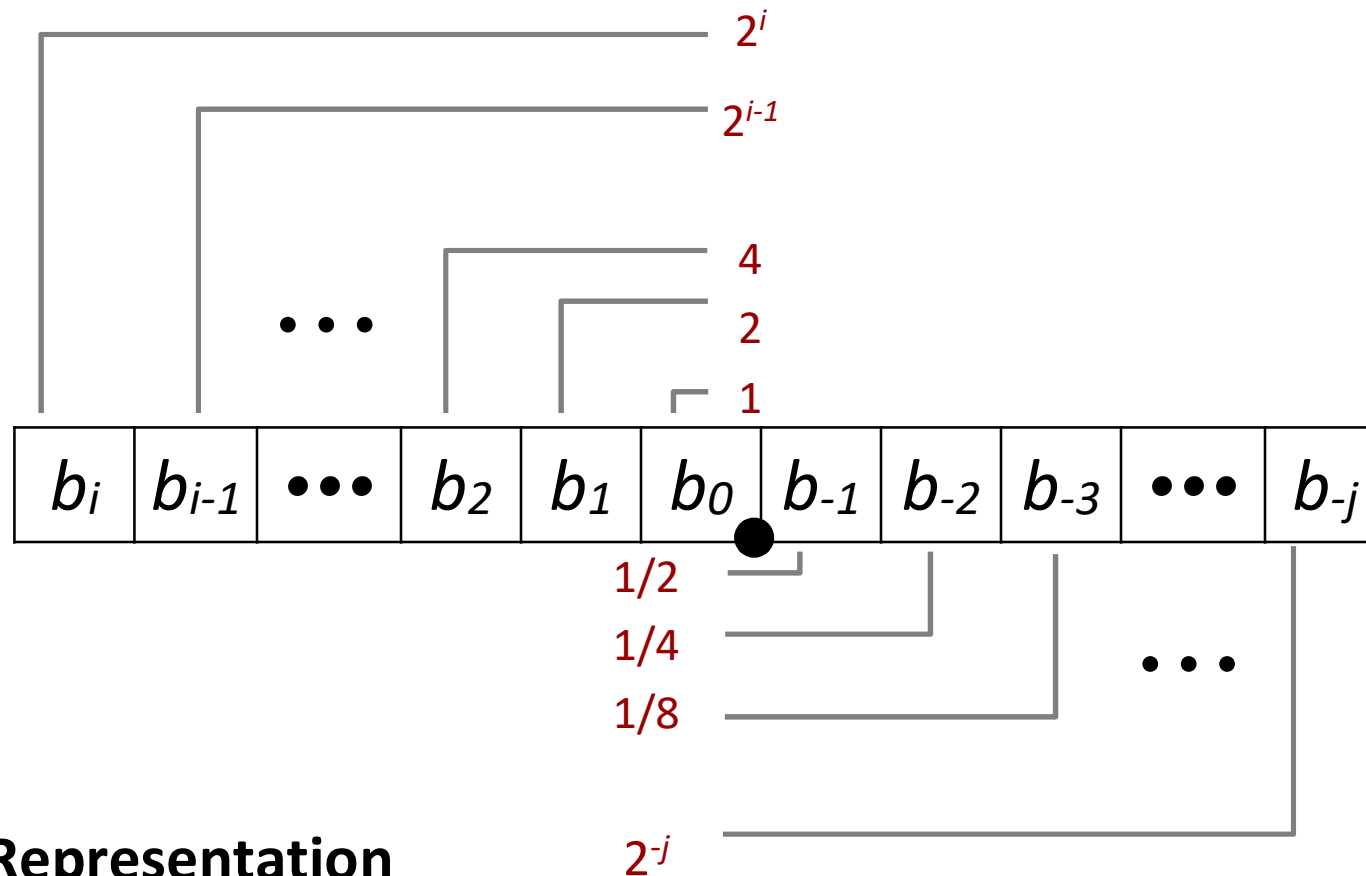 2^i
2^{i-1}
4
2
• • •
1
b_i b_{i-1} ••• b_2 b_1 b_0 b_{-1} b_{-2} b_{-3} ••• b_{-j}
1/2
1/4
• • •
1/8
Representation
2^{-j}